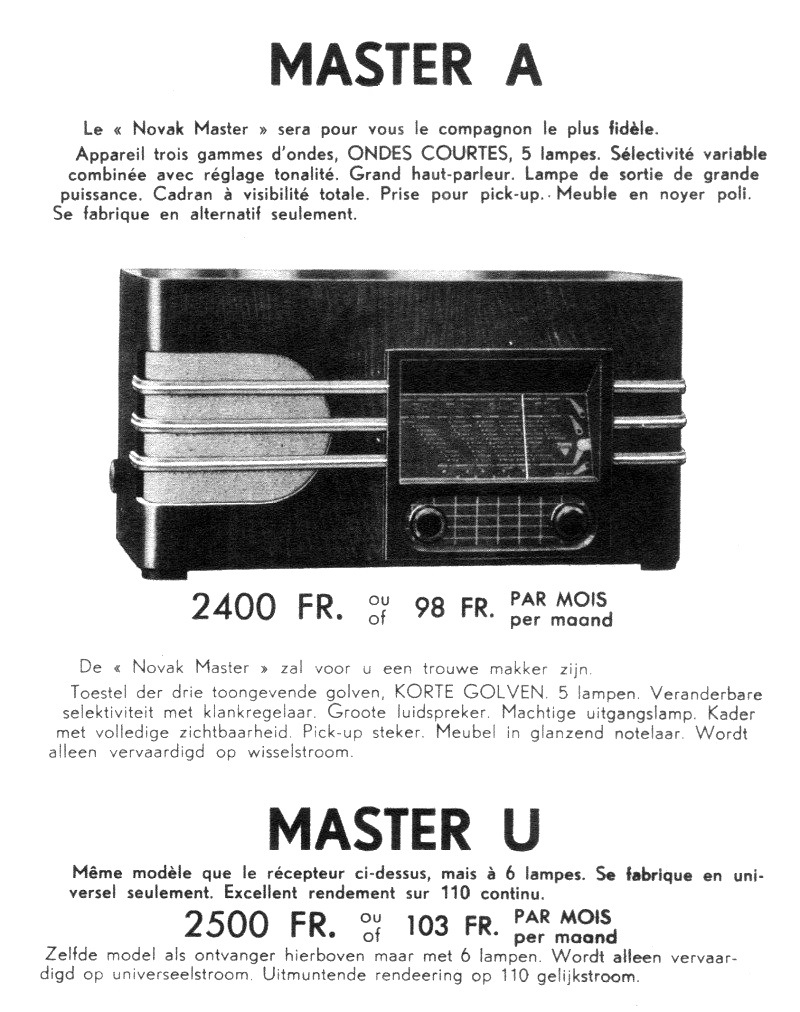 MASTER A
Le « Novak Master » sera pour vous le compagnon le plus fidèle.
Appareil trois gammes d'ondes, ONDES COURTES, 5 lampes. Sélectivité variable
combinée avec réglage tonalité. Grand haut-parleur. Lampe de sortie de grande
puissance. Cadran à visibilité totale. Prise pour pick-up. Meuble en noyer poli.
Se fabrique en alternatif seulement.
2400 FR. ou of 98 FR. PAR MOIS per maand
De « Novak Master » zal voor u een trouwe makker zijn.
Toestel der drie toongevende golven, KORTE GOLVEN. 5 lampen. Veranderbare
selektiviteit met klankregelaar. Groote luidspreker. Machtige uitgangslamp. Kader
met volledige zichtbaarheid. Pick-up steker. Meubel in glanzend notelaar. Wordt
alleen vervaardigd op wisselstroom.
MASTER U
Même modèle que le récepteur ci-dessus, mais à 6 lampes. Se fabrique en uni-
versel seulement. Excellent rendement sur 110 continu.
2500 FR. ou of 103 FR. PAR MOIS per maand
Zelfde model als ontvanger hierboven maar met 6 lampen. Wordt alleen vervaar-
digd op universeelstroom. Uitmuntende rendeering op 110 gelijkstroom.